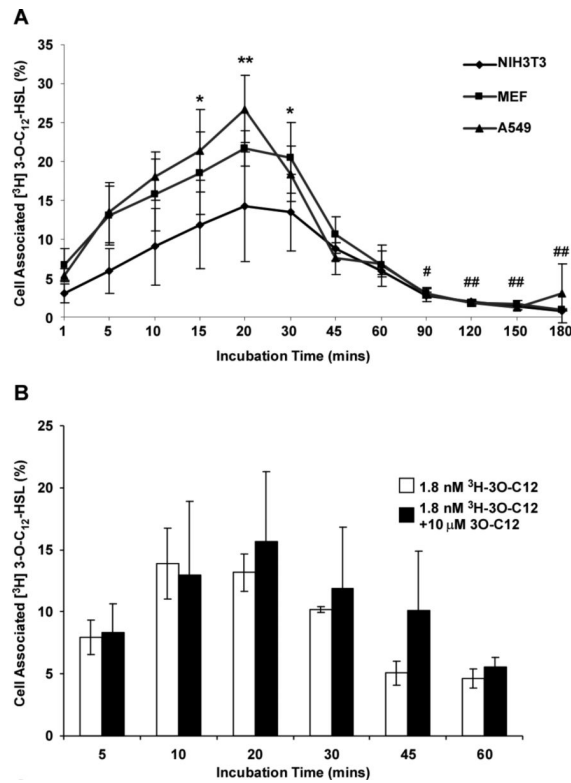 A
35
30
25
20
15
10
5
0
Cell Associated [³H] 3-O-C₁₂-HSL (%)
*
**
*
#
##
##
##
NIH3T3
MEF
A549
1 5 10 15 20 30 45 60 90 120 150 180
Incubation Time (mins)
B
25
20
15
10
5
0
Cell Associated [³H] 3-O-C₁₂-HSL (%)
1.8 nM ³H-3O-C12
1.8 nM ³H-3O-C12
+10 µM 3O-C12
5 10 20 30 45 60
Incubation Time (mins)